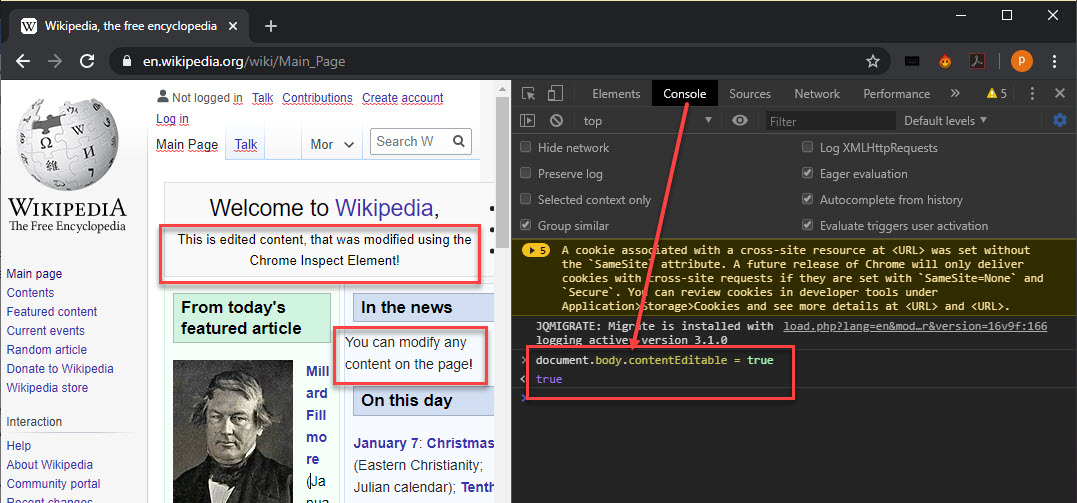 Wikipedia, the free encyclopedia
en.wikipedia.org/wiki/Main_Page
P
Not logged in Talk Contributions Create account
Log in
Main Page Talk Mor Search W
WIKIPEDIA
The Free Encyclopedia
Main page
Contents
Featured content
Current events
Random article
Donate to Wikipedia
Wikipedia store
Interaction
Help
About Wikipedia
Community portal
Recent changes
Welcome to Wikipedia,
This is edited content, that was modified using the
Chrome Inspect Element!
From today's
featured article
Mill
ard
Fill
mo
re
(Ja
nua
In the news
You can modify any
content on the page!
On this day
January 7: Christmas
(Eastern Christianity;
Julian calendar); Tenth
Elements Console Sources Network Performance » 5
top Filter Default levels
Hide network Log XMLHttpRequests
Preserve log Eager evaluation
Selected context only Autocomplete from history
Group similar Evaluate triggers user activation
5 A cookie associated with a cross-site resource at <URL> was set without
the `SameSite` attribute. A future release of Chrome will only deliver
cookies with cross-site requests if they are set with `SameSite=None` and
`Secure`. You can review cookies in developer tools under
Application>Storage>Cookies and see more details at <URL> and <URL>.
JQMIGRATE: Migrate is installed with load.php?lang=en&mod…r&version=16v9f:166
logging active, version 3.1.0
> document.body.contentEditable = true
< true
>